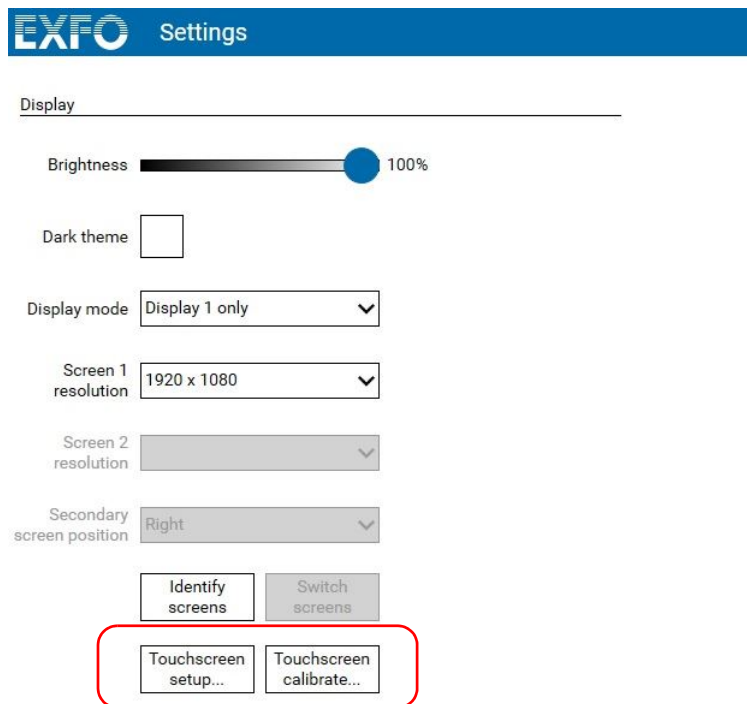 EXFO Settings
Display
Brightness 100%
Dark theme
Display mode Display 1 only
Screen 1
resolution 1920 x 1080
Screen 2
resolution
Secondary
screen position Right
Identify
screens
Switch
screens
Touchscreen
setup...
Touchscreen
calibrate...